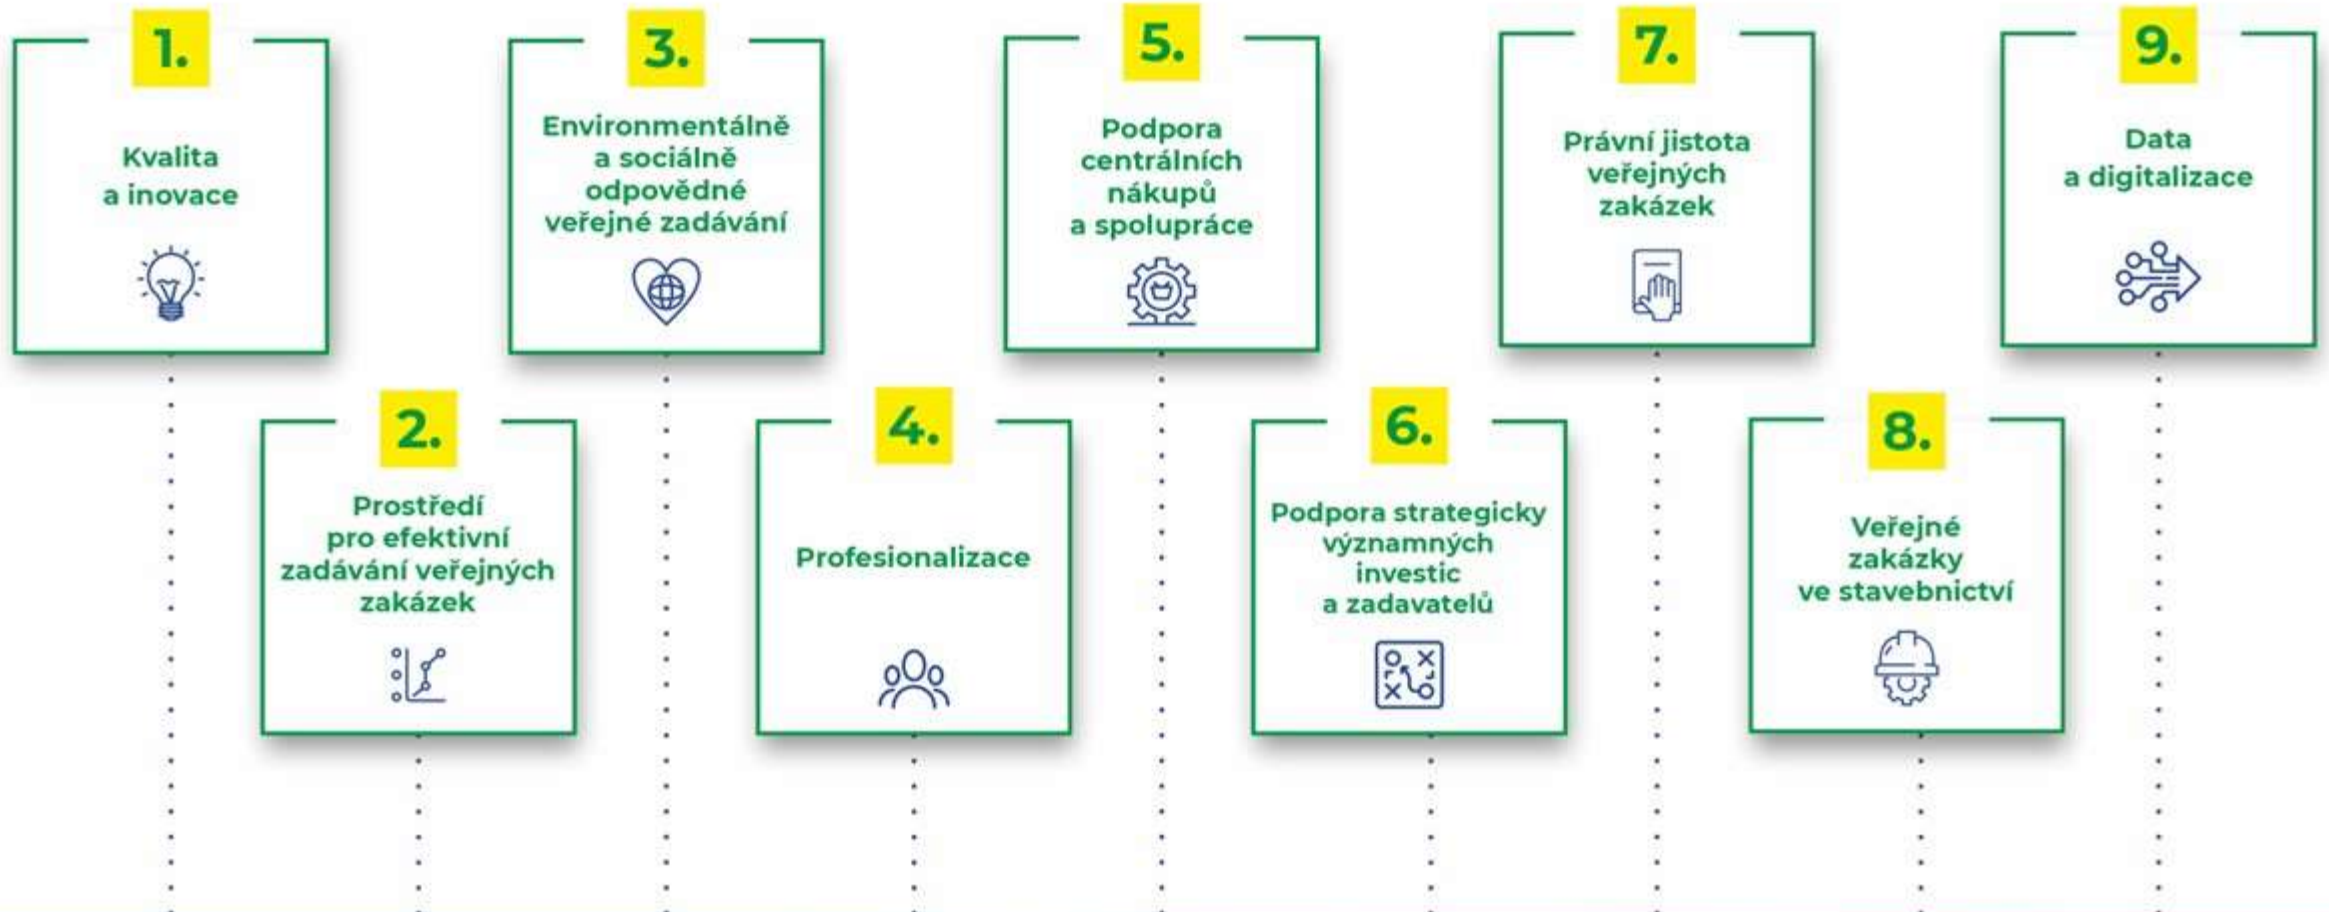 1.
Kvalita
a inovace
2.
Prostředí
pro efektivní
zadávání veřejných
zakázek
3.
Environmentálně
a sociálně
odpovědné
veřejné zadávání
4.
Profesionalizace
5.
Podpora
centrálních
nákupů
a spolupráce
6.
Podpora strategicky
významných
investic
a zadavatelů
7.
Právní jistota
veřejných
zakázek
8.
Veřejné
zakázky
ve stavebnictví
9.
Data
a digitalizace